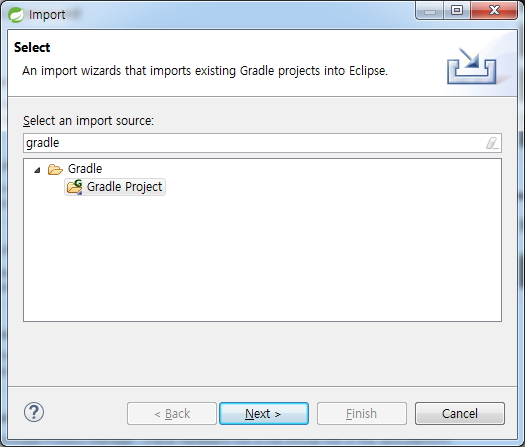 Import
Select
An import wizards that imports existing Gradle projects into Eclipse.
Select an import source:
gradle
Gradle
Gradle Project
?
< Back
Next >
Finish
Cancel